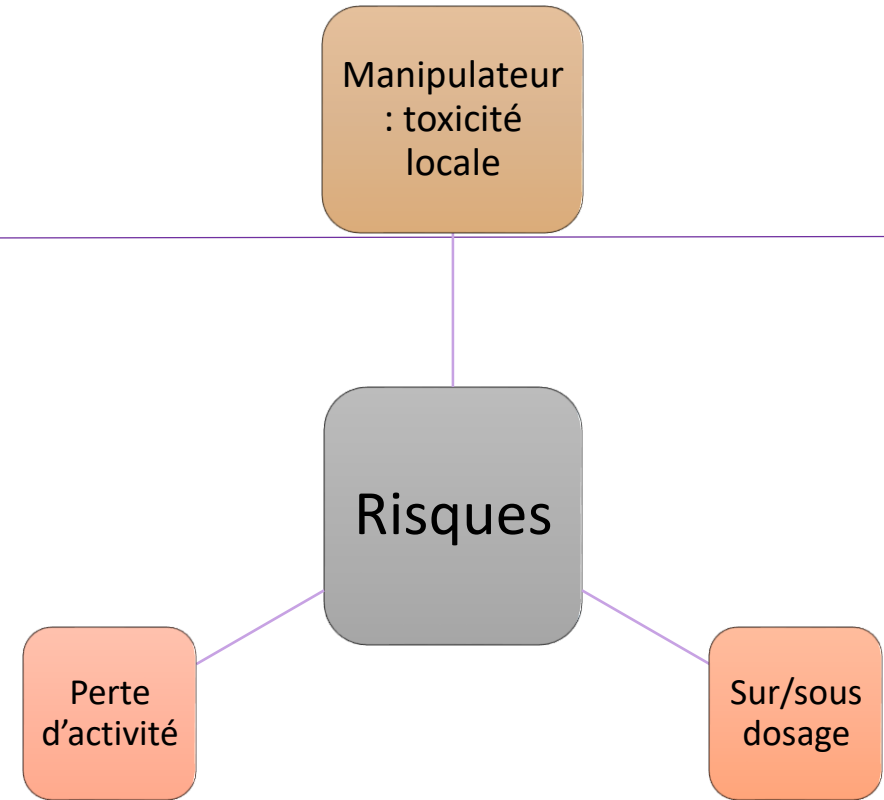 Manipulateur
: toxicité
locale
Risques
Perte
d’activité
Sur/sous
dosage